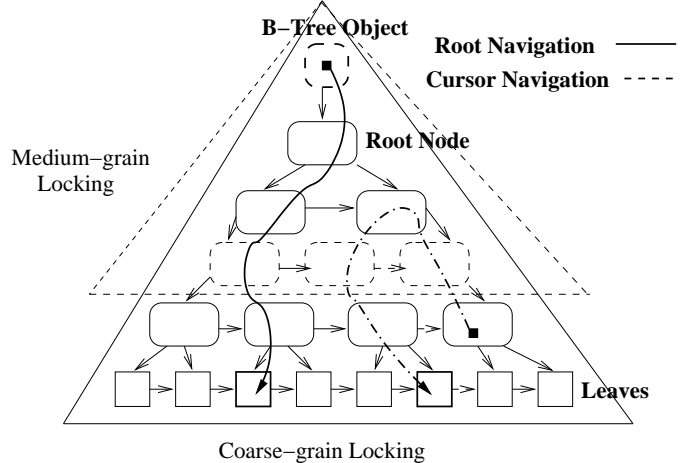 B−Tree Object
Root Navigation
Cursor Navigation
Root Node
Medium−grain
Locking
Leaves
Coarse−grain Locking